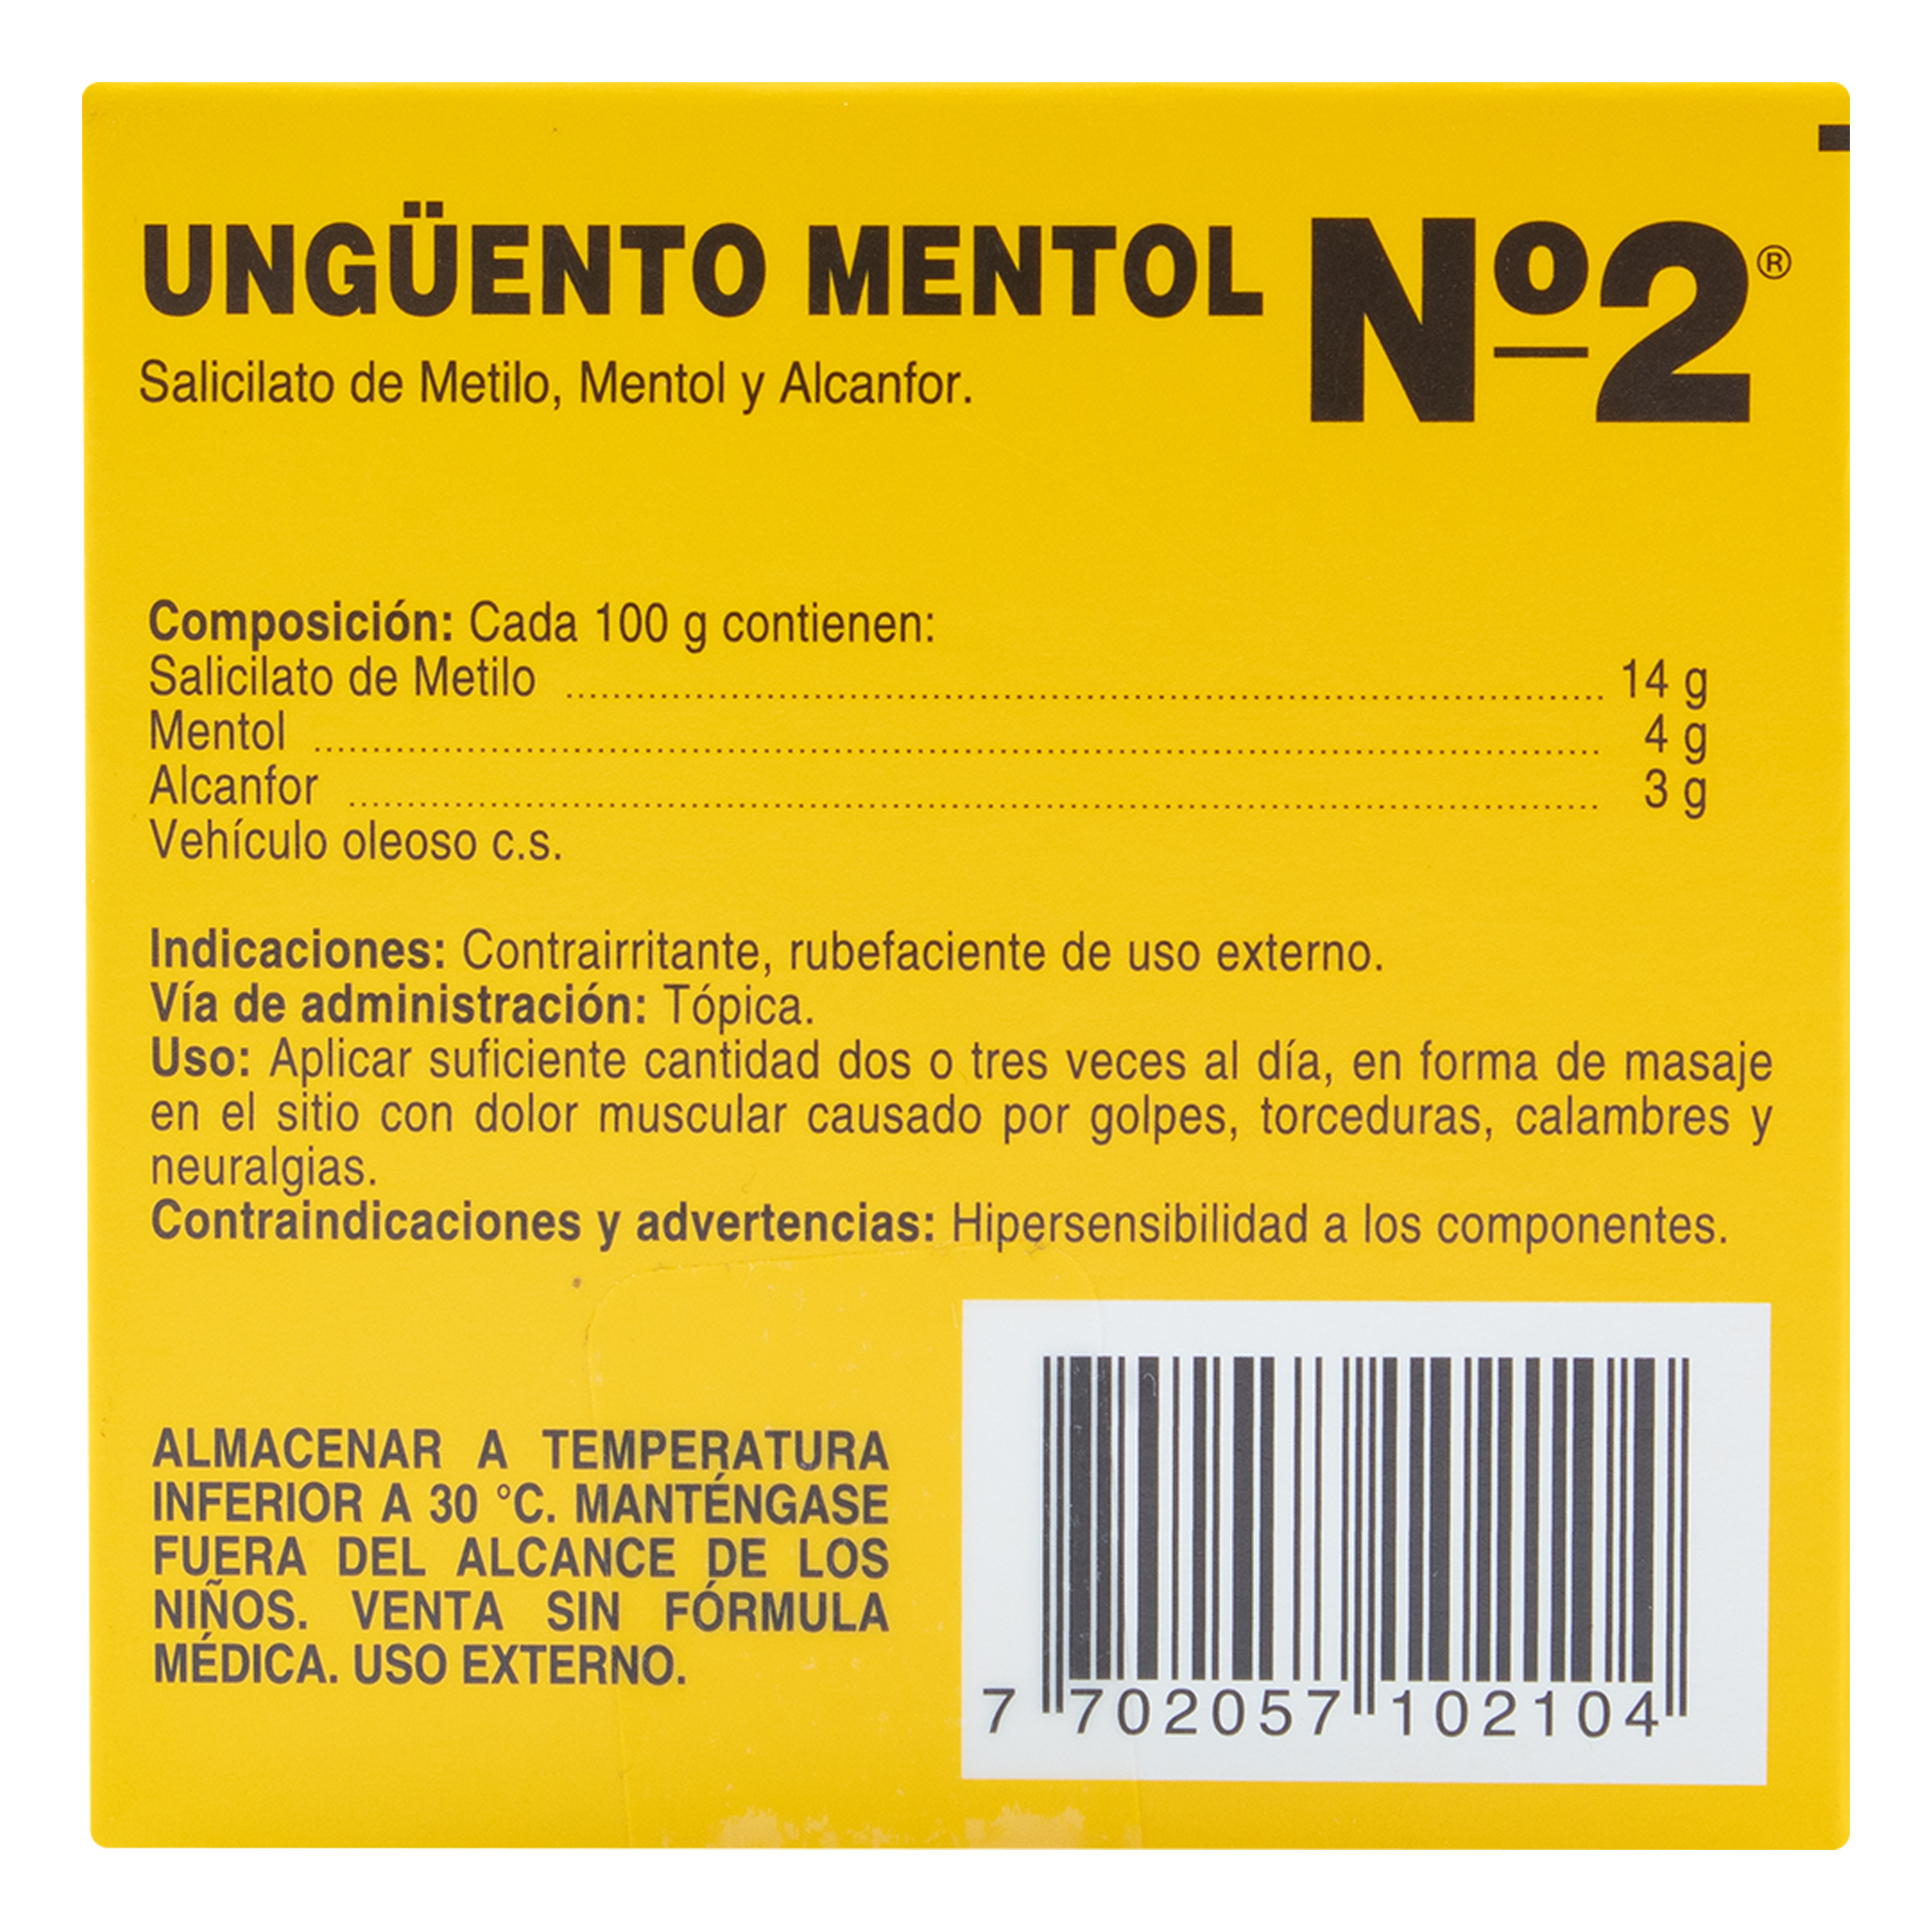 UNGÜENTO MENTOL Nº2®
Salicilato de Metilo, Mentol y Alcanfor.
Composición: Cada 100 g contienen:
Salicilato de Metilo ........ 14 g
Mentol ........ 4 g
Alcanfor ........ 3 g
Vehículo oleoso c.s.
Indicaciones: Contrairritante, rubefaciente de uso externo.
Vía de administración: Tópica.
Uso: Aplicar suficiente cantidad dos o tres veces al día, en forma de masaje
en el sitio con dolor muscular causado por golpes, torceduras, calambres y
neuralgias.
Contraindicaciones y advertencias: Hipersensibilidad a los componentes.
ALMACENAR A TEMPERATURA
INFERIOR A 30 °C. MANTÉNGASE
FUERA DEL ALCANCE DE LOS
NIÑOS. VENTA SIN FÓRMULA
MÉDICA. USO EXTERNO.
7 702057 102104